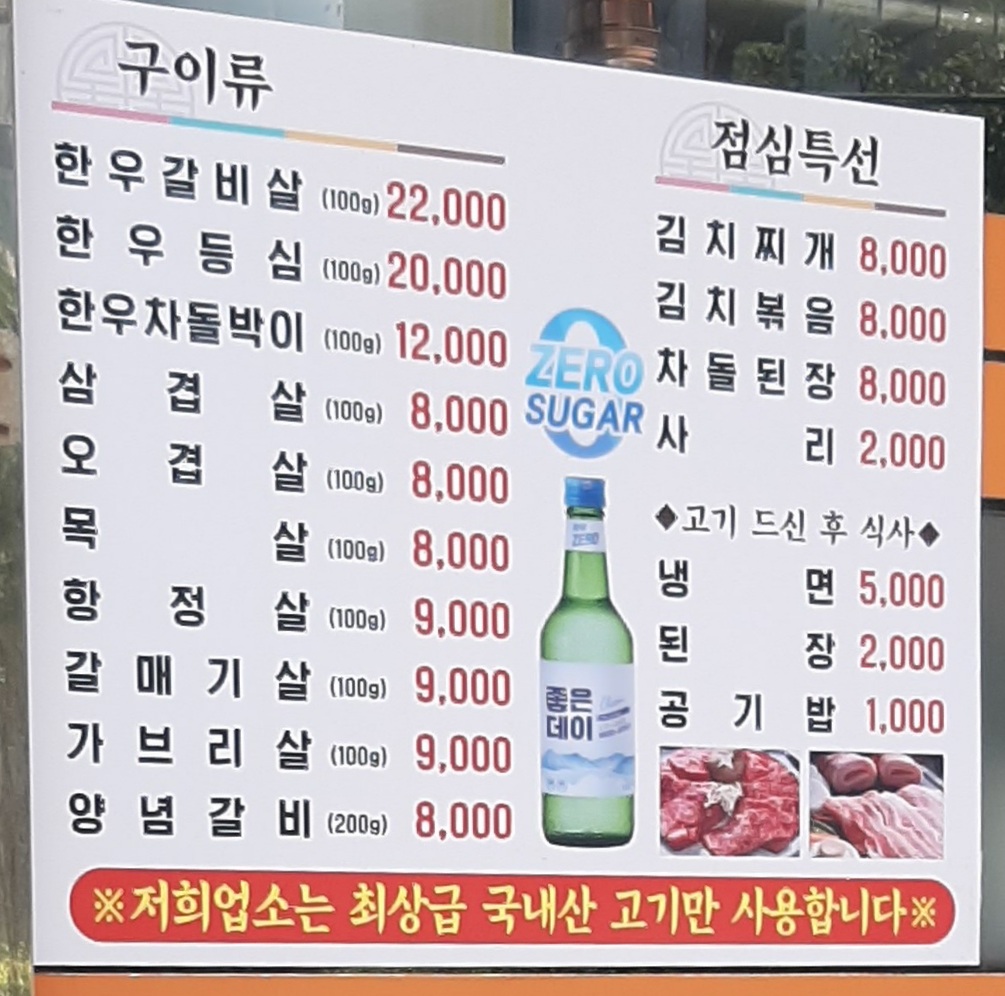 구이류
한우갈비살 (100g) 22,000
한우등심 (100g) 20,000
한우차돌박이 (100g) 12,000
삼겹살 (100g) 8,000
오겹살 (100g) 8,000
목살 (100g) 8,000
항정살 (100g) 9,000
갈매기살 (100g) 9,000
가브리살 (100g) 9,000
양념갈비 (200g) 8,000
ZERO
SUGAR
ZERO
좋은
데이
점심특선
김치찌개 8,000
김치볶음 8,000
차돌된장 8,000
사리 2,000
◆고기 드신 후 식사◆
냉면 5,000
된장 2,000
공기밥 1,000
※저희업소는 최상급 국내산 고기만 사용합니다※